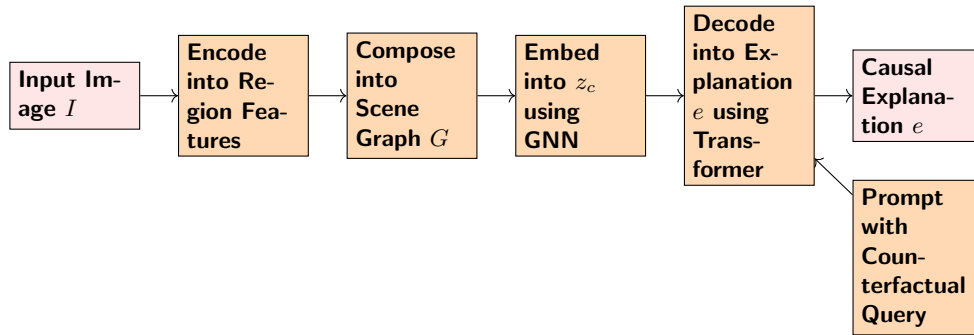 Input Im-
age I
Encode
into Re-
gion Fea-
tures
Compose
into
Scene
Graph G
Embed
into z_c
using
GNN
Decode
into Ex-
planation
e using
Trans-
former
Causal
Explana-
tion e
Prompt
with
Coun-
terfactual
Query